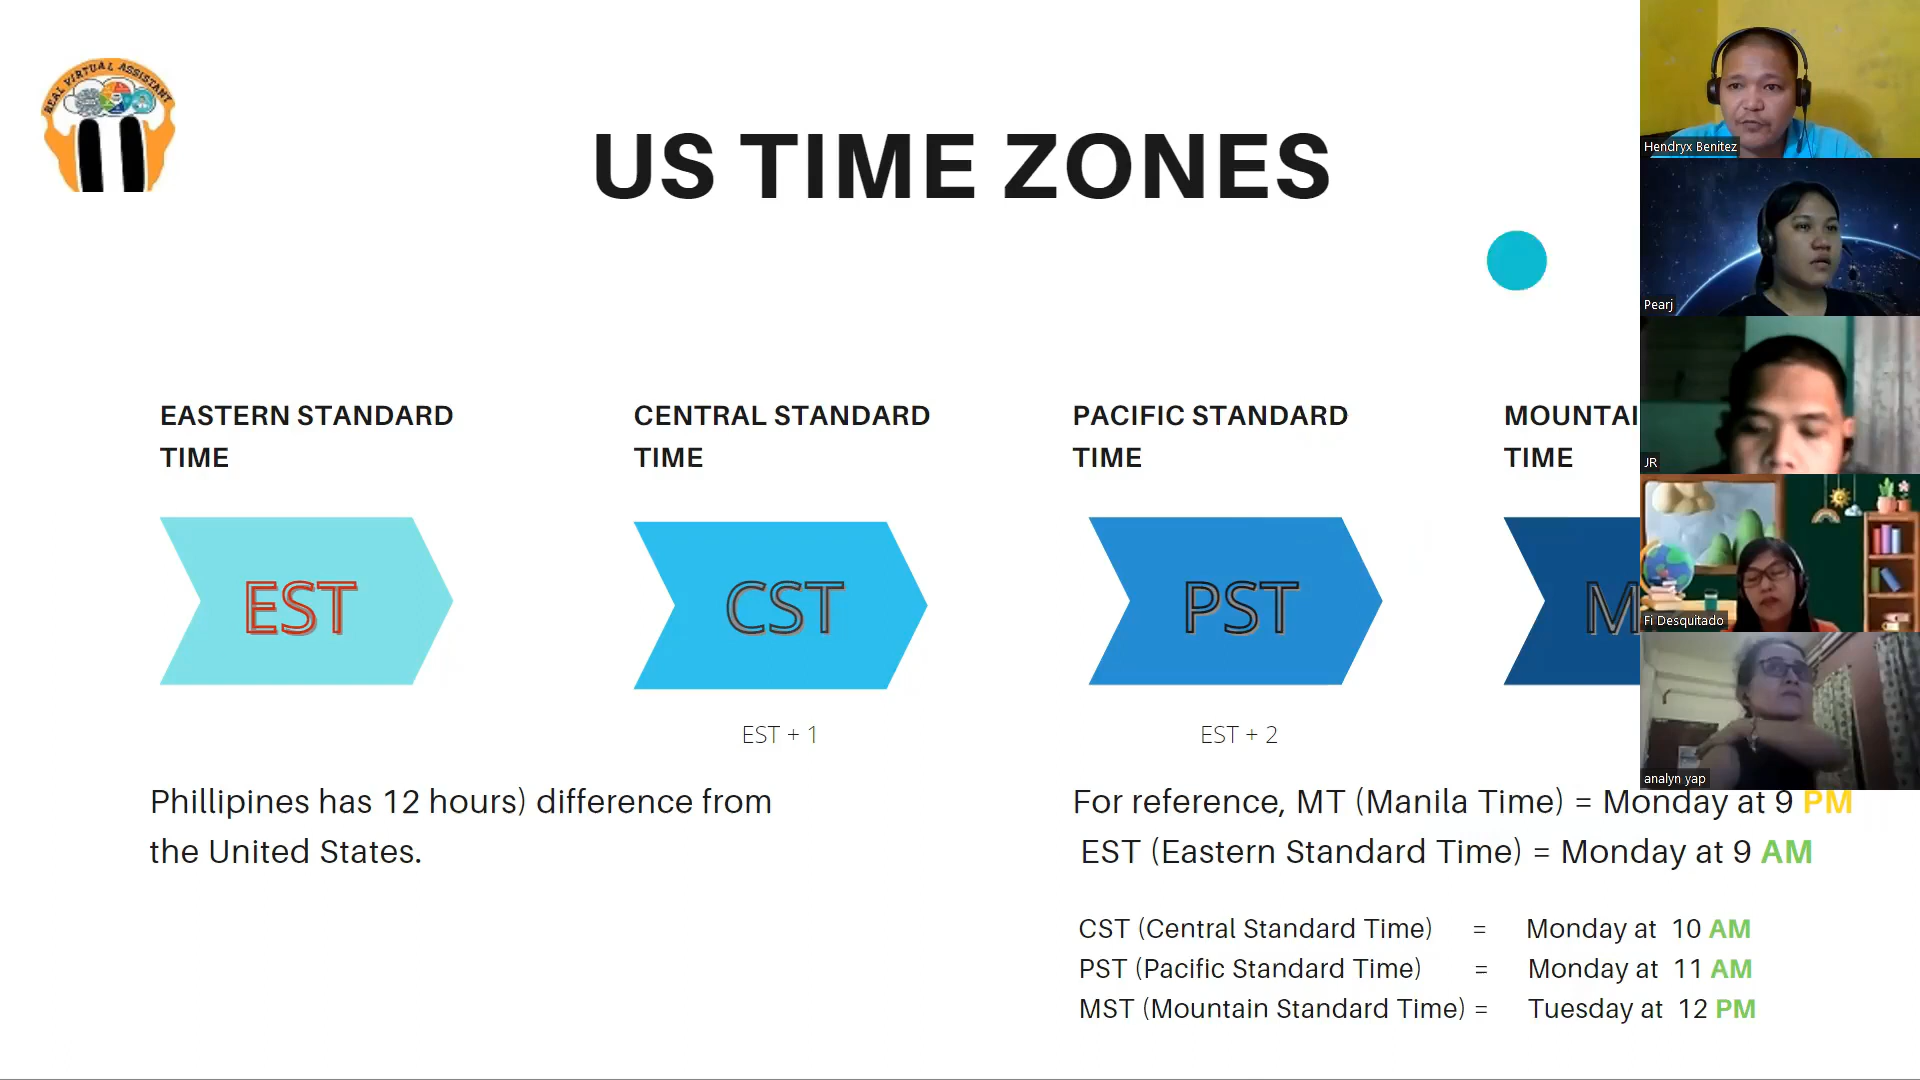 REAL VIRTUAL ASSISTANT
US TIME ZONES
EASTERN STANDARD
TIME
CENTRAL STANDARD
TIME
PACIFIC STANDARD
TIME
MOUNTAI
TIME
EST
CST
PST
M
EST + 1
EST + 2
Phillipines has 12 hours) difference from
the United States.
For reference, MT (Manila Time) = Monday at 9 PM
EST (Eastern Standard Time) = Monday at 9 AM
CST (Central Standard Time) = Monday at 10 AM
PST (Pacific Standard Time) = Monday at 11 AM
MST (Mountain Standard Time) = Tuesday at 12 PM
Hendryx Benitez
Pearj
JR
Fi Desquitado
analyn yap